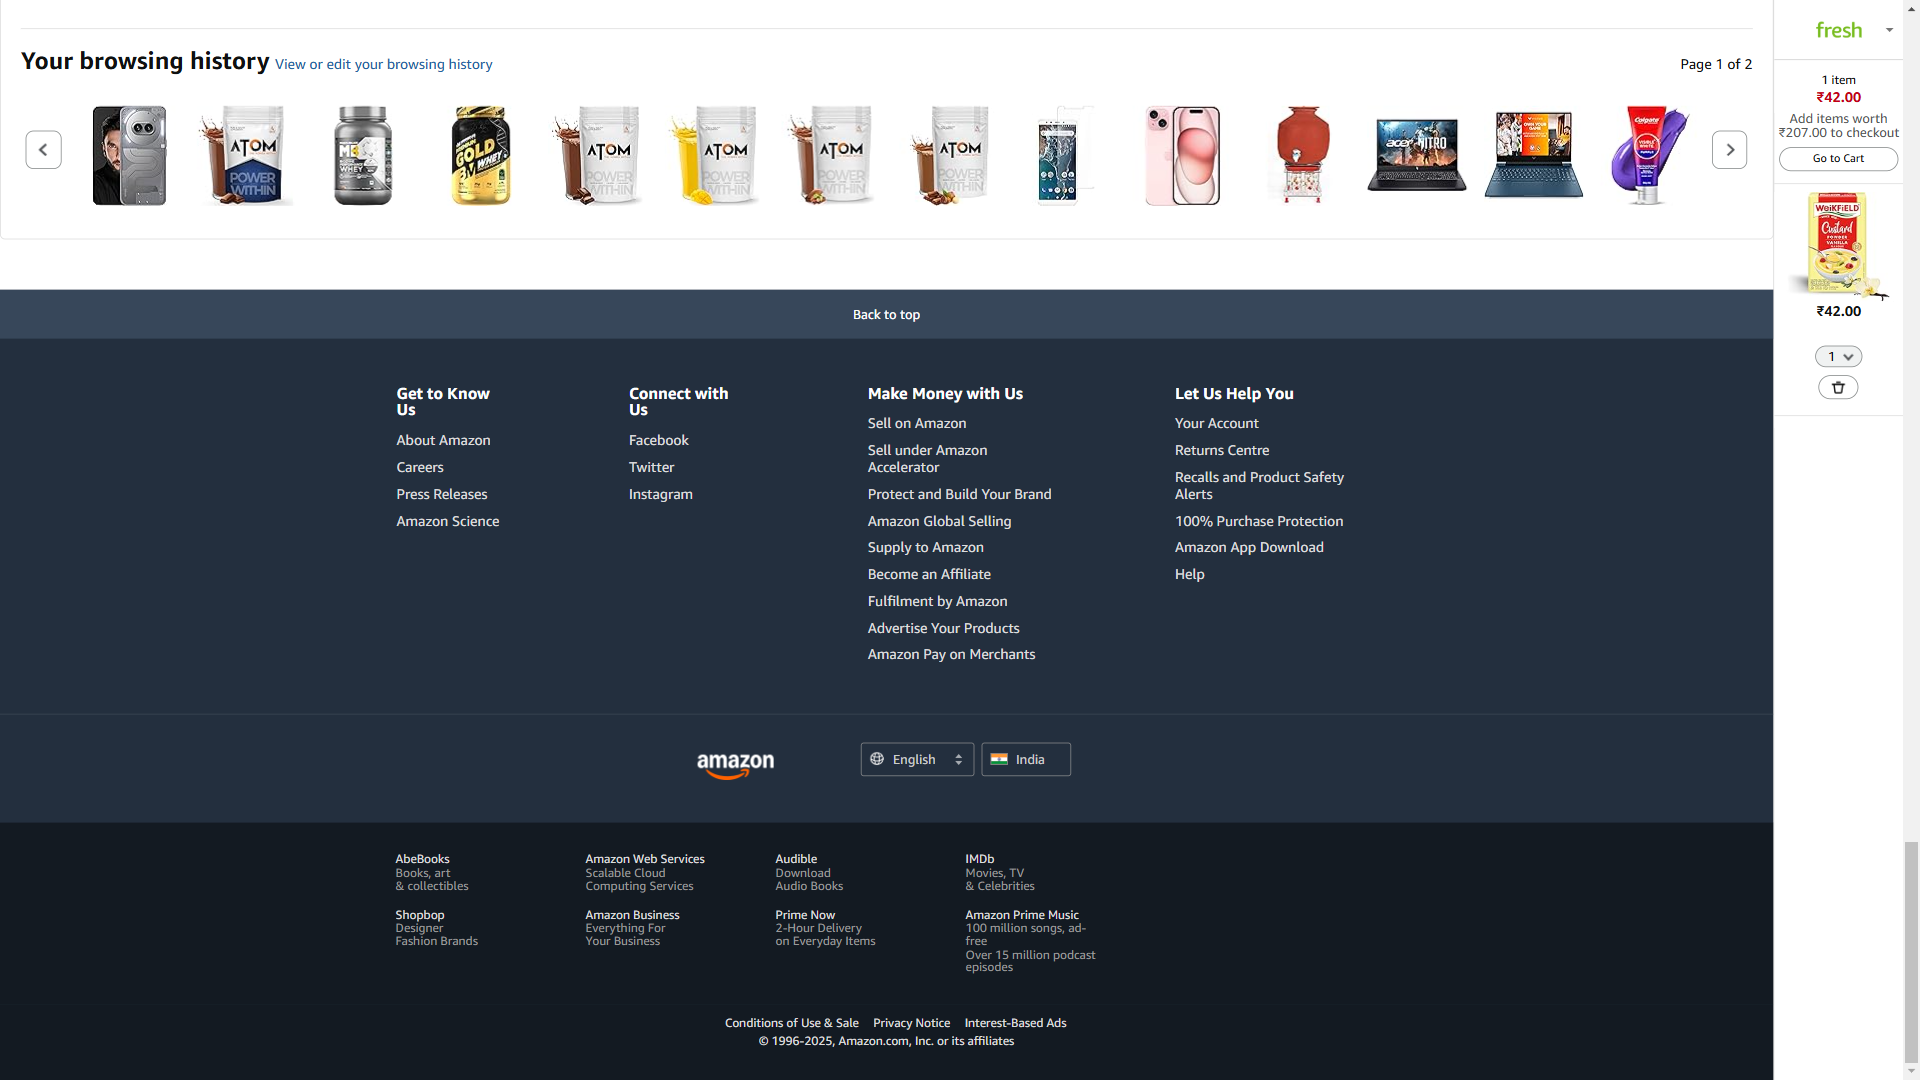 Your browsing history View or edit your browsing history
Page 1 of 2
ATOM
POWER
WITHIN
GOLD
WHEY
ATOM
POWER
WITHIN
ATOM
POWER
WITHIN
ATOM
POWER
WITHIN
ATOM
POWER
WITHIN
acer NITRO
Colgate
VISIBLE
WHITE
fresh
1 item
₹42.00
Add items worth
₹207.00 to checkout
Go to Cart
WeiKFiELD
Custard
POWDER
VANILLA
₹42.00
1
Back to top
Get to Know
Us
About Amazon
Careers
Press Releases
Amazon Science
Connect with
Us
Facebook
Twitter
Instagram
Make Money with Us
Sell on Amazon
Sell under Amazon
Accelerator
Protect and Build Your Brand
Amazon Global Selling
Supply to Amazon
Become an Affiliate
Fulfilment by Amazon
Advertise Your Products
Amazon Pay on Merchants
Let Us Help You
Your Account
Returns Centre
Recalls and Product Safety
Alerts
100% Purchase Protection
Amazon App Download
Help
amazon
English
India
AbeBooks
Books, art
& collectibles
Amazon Web Services
Scalable Cloud
Computing Services
Audible
Download
Audio Books
IMDb
Movies, TV
& Celebrities
Shopbop
Designer
Fashion Brands
Amazon Business
Everything For
Your Business
Prime Now
2-Hour Delivery
on Everyday Items
Amazon Prime Music
100 million songs, ad-
free
Over 15 million podcast
episodes
Conditions of Use & Sale Privacy Notice Interest-Based Ads
© 1996-2025, Amazon.com, Inc. or its affiliates